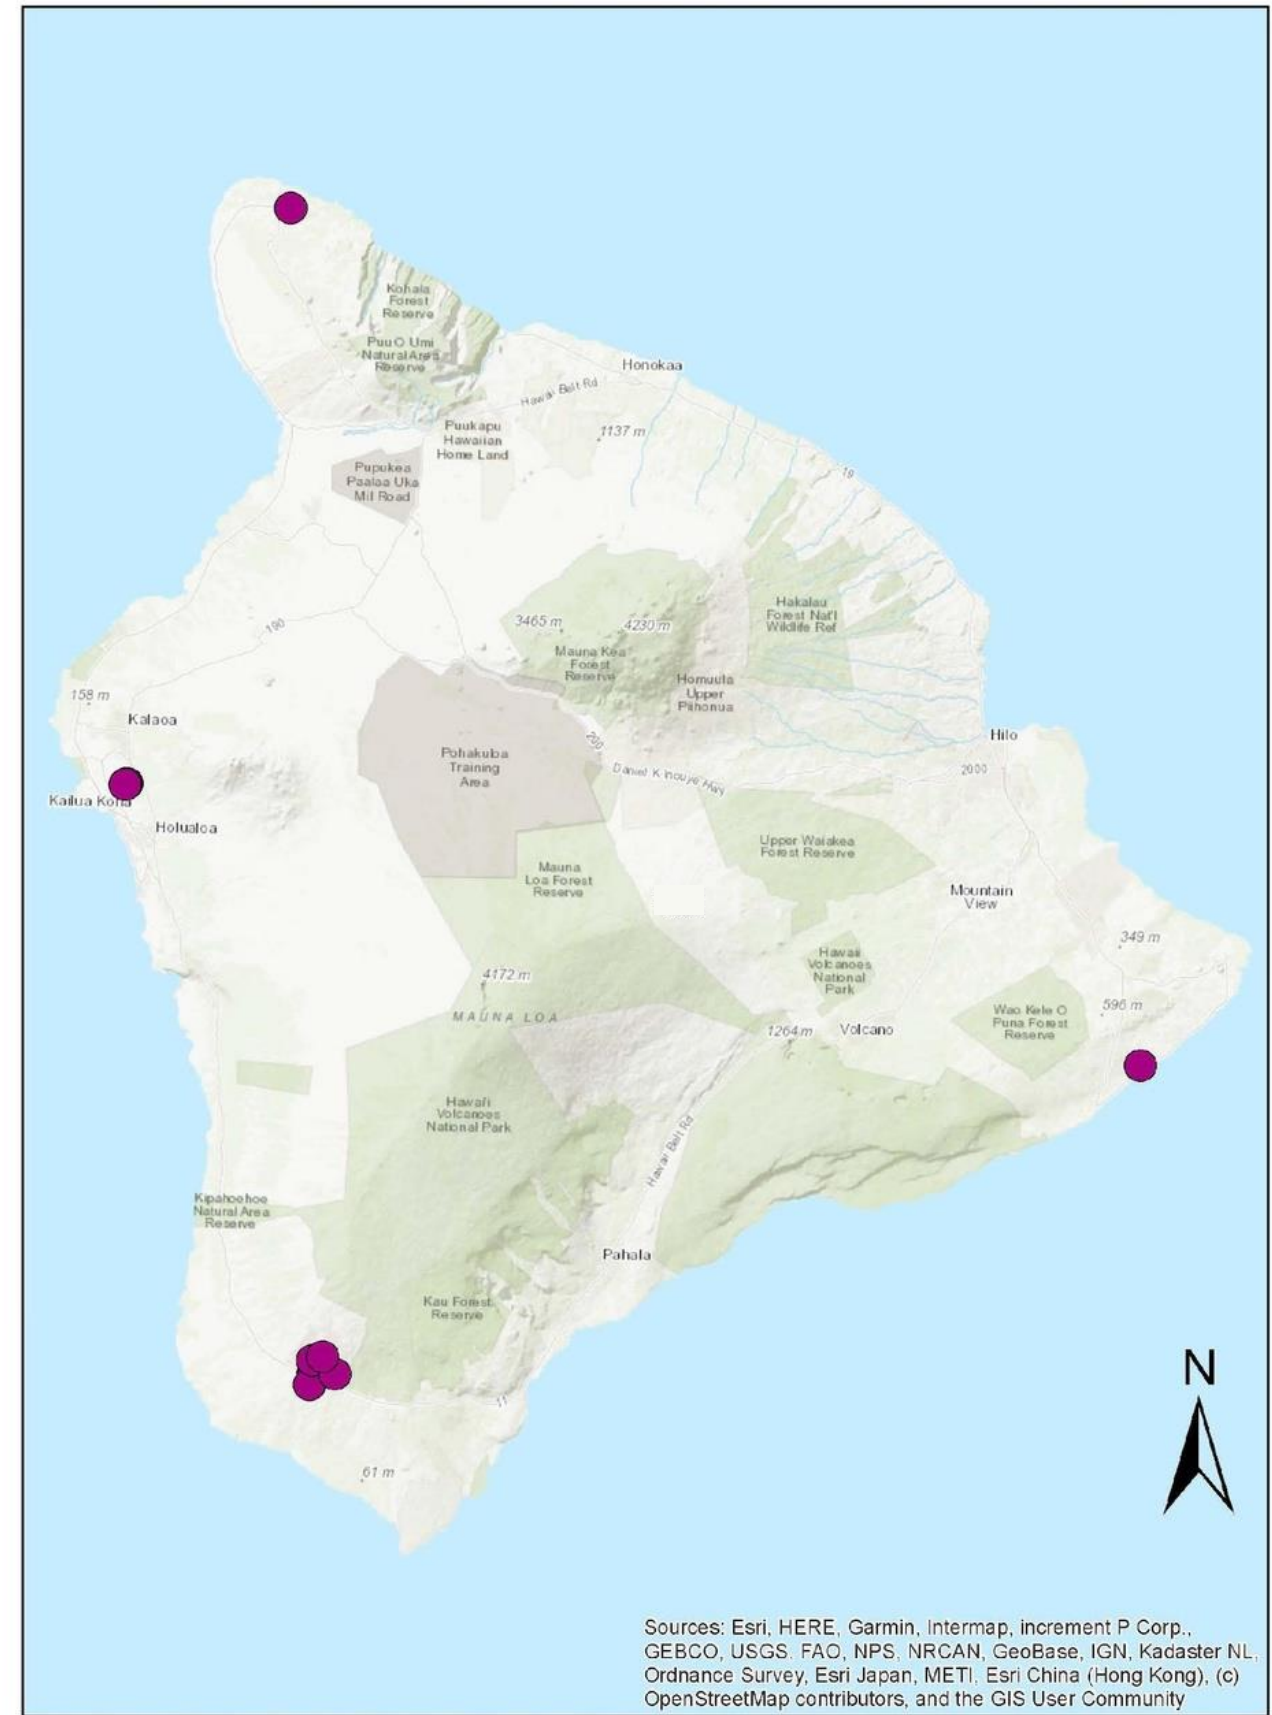 Kohala
Forest
Reserve
Puu O Umi
Natural Area
Reserve
Honokaa
Hawaii Belt Rd
Puukapu
Hawaiian
Home Land
1137 m
Pupukea
Paalaa Uka
Mil Road
19
190
3465 m
4230 m
Hakalau
Forest Nat'l
Wildlife Ref
Mauna Kea
Forest
Reserve
Homuula
Upper
Piihonua
158 m
Kalaoa
Hilo
200
Pohakuloa
Training
Area
Daniel K Inouye Hwy
2000
Kailua Kona
Holualoa
Upper Waiakea
Forest Reserve
Mauna
Loa Forest
Reserve
Mountain
View
349 m
Hawaii
Volcanoes
National
Park
4172 m
MAUNA LOA
596 m
Wao Kele O
Puna Forest
Reserve
1264 m
Volcano
Hawai'i
Volcanoes
National Park
Hawaii Belt Rd
Kipahoehoe
Natural Area
Reserve
Pahala
Kau Forest
Reserve
11
61 m
N
Sources: Esri, HERE, Garmin, Intermap, increment P Corp.,
GEBCO, USGS. FAO, NPS, NRCAN, GeoBase, IGN, Kadaster NL,
Ordnance Survey, Esri Japan, METI, Esri China (Hong Kong), (c)
OpenStreetMap contributors, and the GIS User Community